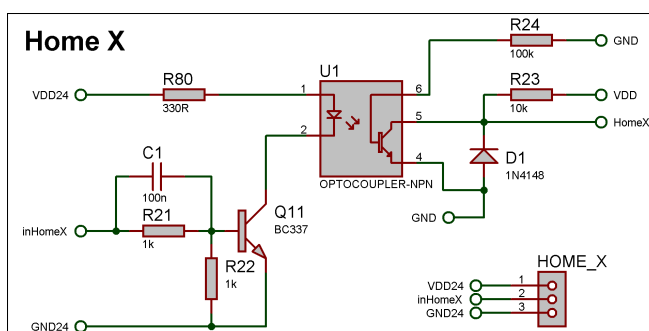 Home X
R24
100k
GND
R80
330R
VDD24
U1
1
2
6
5
4
OPTOCOUPLER-NPN
R23
10k
VDD
HomeX
D1
1N4148
GND
C1
100n
inHomeX
R21
1k
Q11
BC337
R22
1k
GND24
HOME_X
VDD24 1
inHomeX 2
GND24 3